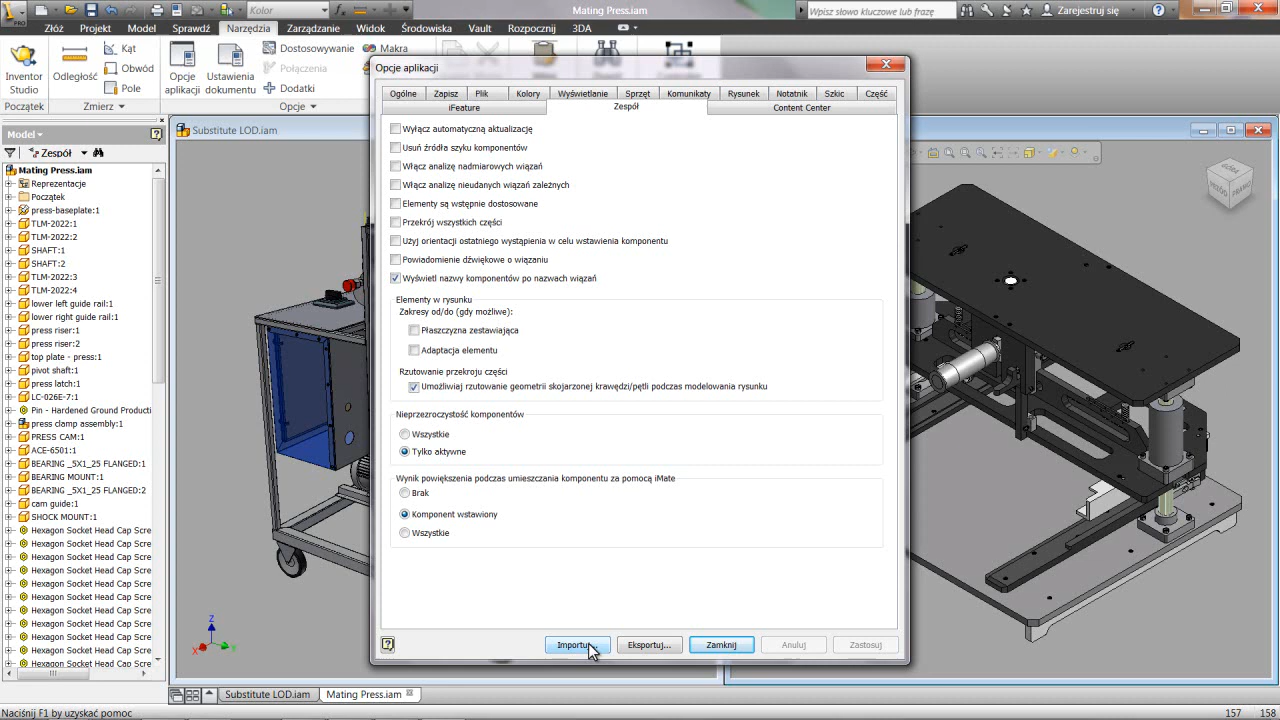 PRO
Kolor
Mating Press.iam
Wpisz słowo kluczowe lub frazę
Zarejestruj się
Złóż Projekt Model Sprawdź Narzędzia Zarządzanie Widok Środowiska Vault Rozpocznij 3DA
Inventor Studio
Początek
Odległość
Kąt
Obwód
Pole
Zmierz
Opcje aplikacji
Ustawienia dokumentu
Dostosowywanie
Połączenia
Dodatki
Opcje
Makra
Model
Zespół
Mating Press.iam
Reprezentacje
Początek
press-baseplate:1
TLM-2022:1
TLM-2022:2
SHAFT:1
SHAFT:2
TLM-2022:3
TLM-2022:4
lower left guide rail:1
lower right guide rail:1
press riser:1
press riser:2
top plate - press:1
pivot shaft:1
press latch:1
LC-026E-7:1
Pin - Hardened Ground Producti
press clamp assembly:1
PRESS CAM:1
ACE-6501:1
BEARING _5X1_25 FLANGED:1
BEARING MOUNT:1
BEARING _5X1_25 FLANGED:2
cam guide:1
SHOCK MOUNT:1
Hexagon Socket Head Cap Scre
Hexagon Socket Head Cap Scre
Hexagon Socket Head Cap Scre
Hexagon Socket Head Cap Scre
Hexagon Socket Head Cap Scre
Hexagon Socket Head Cap Scre
Hexagon Socket Head Cap Scre
Hexagon Socket Head Cap Scre
Hexagon Socket Head Cap Scre
Hexagon Socket Head Cap Scre
Hexagon Socket Head Cap Scre
Substitute LOD.iam
Z
X
Y
Opcje aplikacji
Ogólne Zapisz Plik Kolory Wyświetlanie Sprzęt Komunikaty Rysunek Notatnik Szkic Część
iFeature Zespół Content Center
Wyłącz automatyczną aktualizację
Usuń źródła szyku komponentów
Włącz analizę nadmiarowych wiązań
Włącz analizę nieudanych wiązań zależnych
Elementy są wstępnie dostosowane
Przekrój wszystkich części
Użyj orientacji ostatniego wystąpienia w celu wstawienia komponentu
Powiadomienie dźwiękowe o wiązaniu
Wyświetl nazwy komponentów po nazwach wiązań
Elementy w rysunku
Zakresy od/do (gdy możliwe):
Płaszczyzna zestawiająca
Adaptacja elementu
Rzutowanie przekroju części
Umożliwiaj rzutowanie geometrii skojarzonej krawędzi/pętli podczas modelowania rysunku
Nieprzezroczystość komponentów
Wszystkie
Tylko aktywne
Wynik powiększenia podczas umieszczania komponentu za pomocą iMate
Brak
Komponent wstawiony
Wszystkie
Importuj... Eksportuj... Zamknij Anuluj Zastosuj
Substitute LOD.iam Mating Press.iam
Naciśnij F1 by uzyskać pomoc
157 158